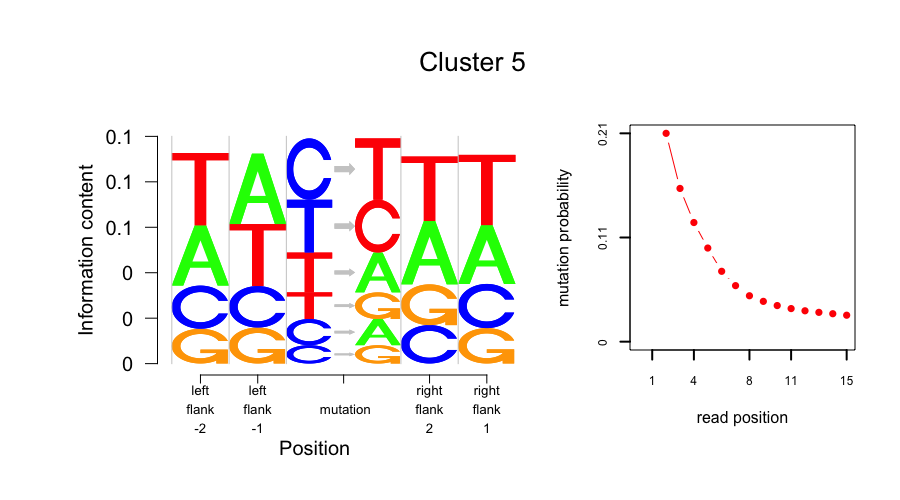 Cluster 5
Information content
0.1
0.1
0.1
0
0
0
T A C T T T
A T T C A A
C C T A G C
G G T G C G
C A
C G
left flank -2
left flank -1
mutation
right flank 2
right flank 1
Position
mutation probability
0.21
0.11
0
1 4 8 11 15
read position